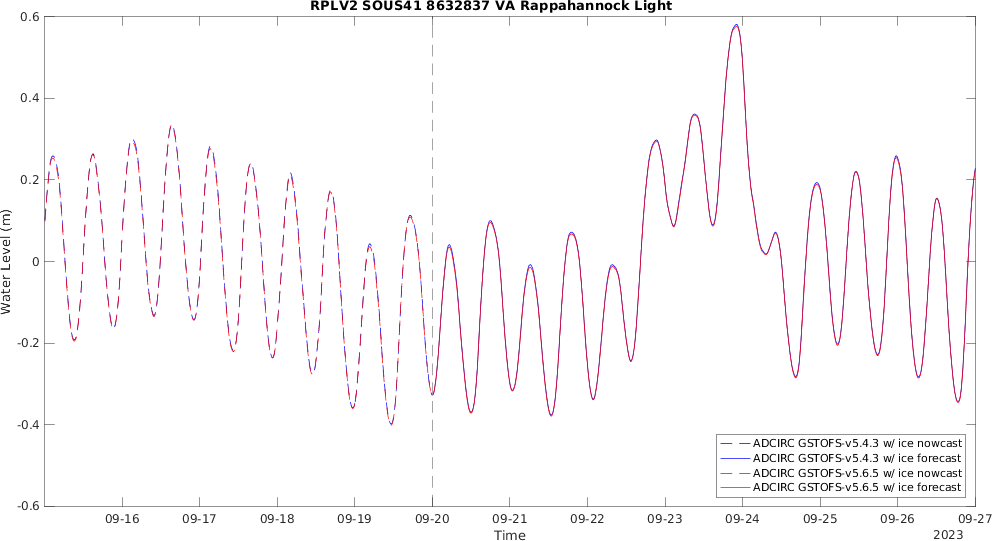 RPLV2 SOUS41 8632837 VA Rappahannock Light
0.6
0.4
0.2
0
-0.2
-0.4
-0.6
Water Level (m)
ADCIRC GSTOFS-v5.4.3 w/ ice nowcast
ADCIRC GSTOFS-v5.4.3 w/ ice forecast
ADCIRC GSTOFS-v5.6.5 w/ ice nowcast
ADCIRC GSTOFS-v5.6.5 w/ ice forecast
09-16 09-17 09-18 09-19 09-20 09-21 09-22 09-23 09-24 09-25 09-26 09-27
Time
2023